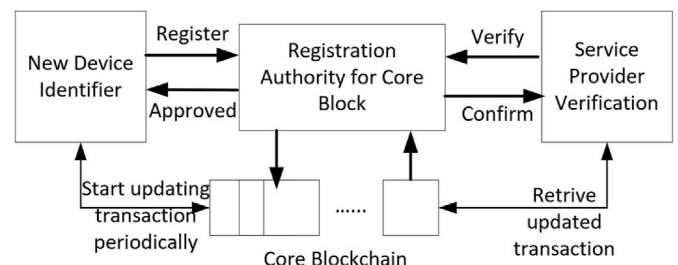 Register
New Device
Identifier
Approved
Registration
Authority for Core
Block
Verify
Confirm
Service
Provider
Verification
Start updating
transaction
periodically
......
Core Blockchain
Retrive
updated
transaction